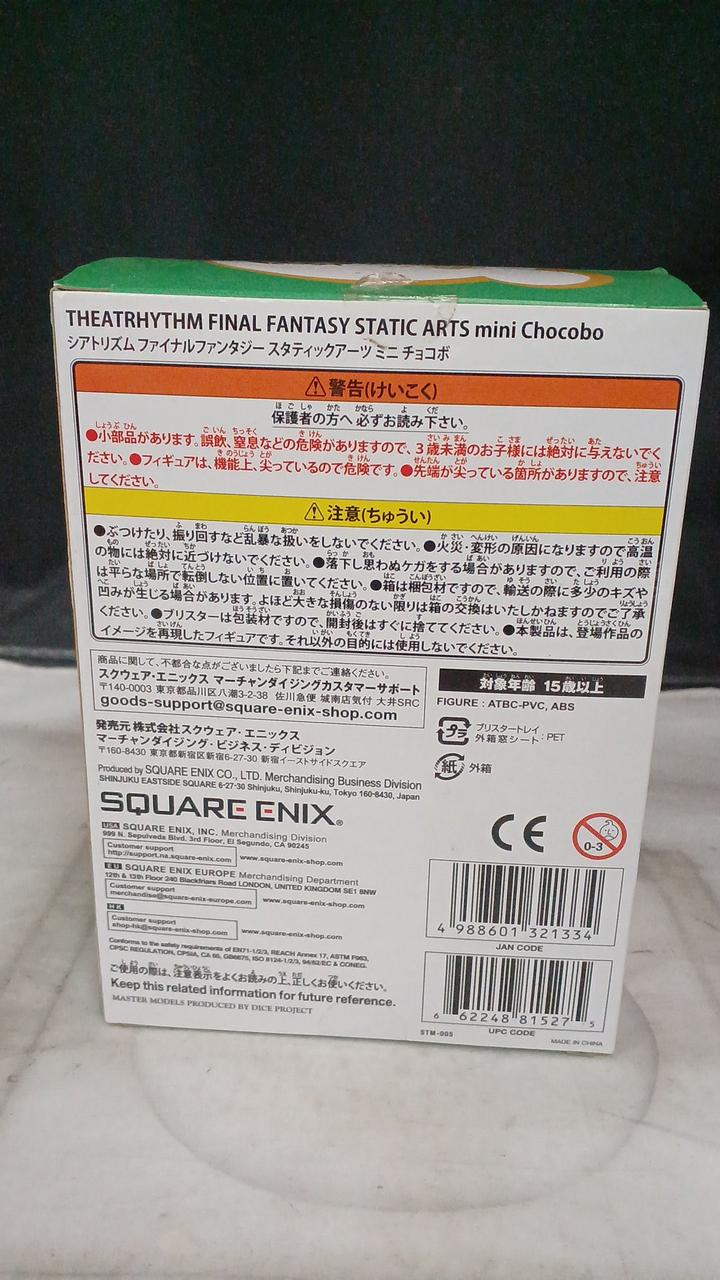 THEATRHYTHM FINAL FANTASY STATIC ARTS mini Chocobo
シアトリズム ファイナルファンタジー スタティックアーツ ミニ チョコボ
⚠警告(けいこく)
保護者の方へ 必ずお読み下さい。
●小部品があります。誤飲、窒息などの危険がありますので、3歳未満のお子様には絶対に与えないでく
ださい。●フィギュアは、機能上、尖っているので危険です。●先端が尖っている箇所がありますので、注意
してください。
⚠注意(ちゅうい)
●ぶつけたり、振り回すなど乱暴な扱いをしないでください。●火災・変形の原因になりますので高温
の物には絶対に近づけないでください。●落下し思わぬケガをする場合がありますので、ご利用の際
は平らな場所で転倒しない位置に置いてください。●箱は梱包材ですので、輸送の際に多少のキズや
凹みが生じる場合があります。よほど大きな損傷のない限りは箱の交換はいたしかねますのでご了承
ください。●ブリスターは包装材ですので、開封後はすぐに捨ててください。●本製品は、登場作品の
イメージを再現したフィギュアです。それ以外の目的には使用しないでください。
商品に関して、不都合な点がございましたら下記までご連絡ください。
スクウェア・エニックス マーチャンダイジングカスタマーサポート
〒140-0003 東京都品川区八潮3-2-38 佐川急便 城南店気付 大井SRC
goods-support@square-enix-shop.com
発売元 株式会社スクウェア・エニックス
マーチャンダイジング・ビジネス・ディビジョン
〒160-8430 東京都新宿区新宿6-27-30 新宿イーストサイドスクエア
Produced by SQUARE ENIX CO., LTD. Merchandising Business Division
SHINJUKU EASTSIDE SQUARE 6-27-30 Shinjuku, Shinjuku-ku, Tokyo 160-8430, Japan
SQUARE ENIX®
USA SQUARE ENIX, INC. Merchandising Division
999 N. Sepulveda Blvd. 3rd Floor, El Segundo, CA 90245
Customer support
http://support.na.square-enix.com www.square-enix-shop.com
EU SQUARE ENIX EUROPE Merchandising Department
12th & 13th Floor 240 Blackfriars Road LONDON, UNITED KINGDOM SE1 8NW
Customer support
merchandise@square-enix-europe.com www.square-enix-shop.com
HK
Customer support
shop-hk@square-enix-shop.com www.square-enix-shop.com
Conforms to the safety requirements of EN71-1/2/3, REACH Annex 17, ASTM F963,
CPSC REGULATION, CPSIA, CA 65, GB6675, ISO 8124-1/2/3, 94/62/EC & CONEG.
ご使用の際は、注意表示をよくお読みの上、正しくお使いください。
Keep this related information for future reference.
MASTER MODELS PRODUCED BY DICE PROJECT
対象年齢 15歳以上
FIGURE : ATBC-PVC, ABS
プラ
ブリスタートレイ
外箱窓シート : PET
紙 外箱
CE
0-3
4 988601 321334
JAN CODE
6 62248 81527 5
UPC CODE
STM-005
MADE IN CHINA